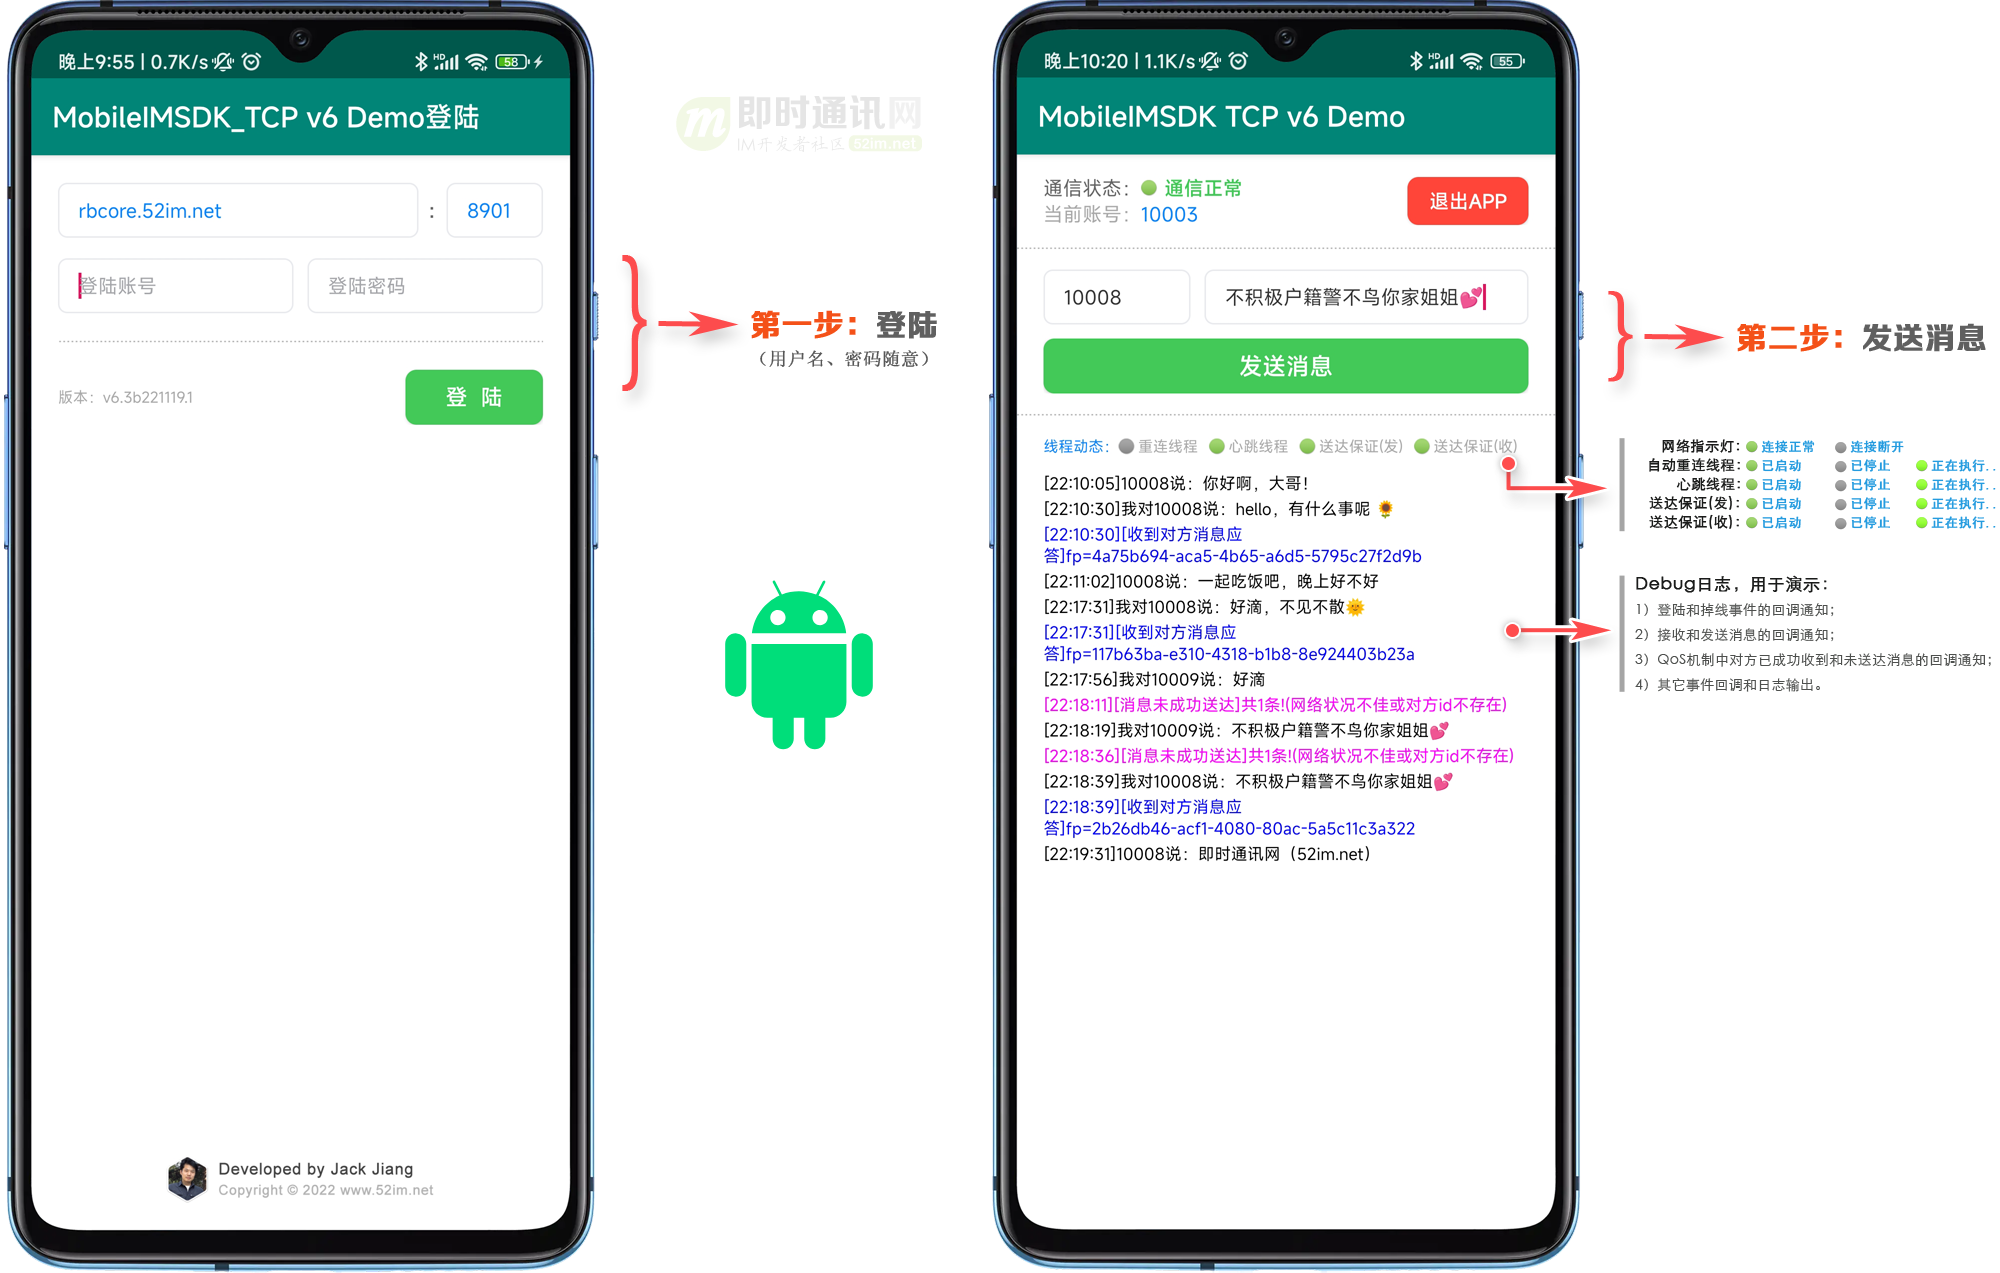 晚上9:55 | 0.7K/s
HD
58
MobileIMSDK_TCP v6 Demo登陆
rbcore.52im.net : 8901
登陆账号 登陆密码
版本：v6.3b221119.1
登 陆
Developed by Jack Jiang
Copyright © 2022 www.52im.net
即时通讯网
IM开发者社区 52im.net
第一步：登陆
（用户名、密码随意）
晚上10:20 | 1.1K/s
HD
55
MobileIMSDK TCP v6 Demo
通信状态：通信正常
当前账号：10003
退出APP
10008 不积极户籍警不鸟你家姐姐💕
发送消息
线程动态：重连线程 心跳线程 送达保证(发) 送达保证(收)
[22:10:05]10008说：你好啊，大哥！
[22:10:30]我对10008说：hello，有什么事呢 🌻
[22:10:30][收到对方消息应
答]fp=4a75b694-aca5-4b65-a6d5-5795c27f2d9b
[22:11:02]10008说：一起吃饭吧，晚上好不好
[22:17:31]我对10008说：好滴，不见不散🌞
[22:17:31][收到对方消息应
答]fp=117b63ba-e310-4318-b1b8-8e924403b23a
[22:17:56]我对10009说：好滴
[22:18:11][消息未成功送达]共1条!(网络状况不佳或对方id不存在)
[22:18:19]我对10009说：不积极户籍警不鸟你家姐姐💕
[22:18:36][消息未成功送达]共1条!(网络状况不佳或对方id不存在)
[22:18:39]我对10008说：不积极户籍警不鸟你家姐姐💕
[22:18:39][收到对方消息应
答]fp=2b26db46-acf1-4080-80ac-5a5c11c3a322
[22:19:31]10008说：即时通讯网（52im.net）
第二步：发送消息
网络指示灯：连接正常 连接断开
自动重连线程：已启动 已停止 正在执行..
心跳线程：已启动 已停止 正在执行..
送达保证(发)：已启动 已停止 正在执行..
送达保证(收)：已启动 已停止 正在执行..
Debug日志，用于演示：
1）登陆和掉线事件的回调通知；
2）接收和发送消息的回调通知；
3）QoS机制中对方已成功收到和未送达消息的回调通知；
4）其它事件回调和日志输出。